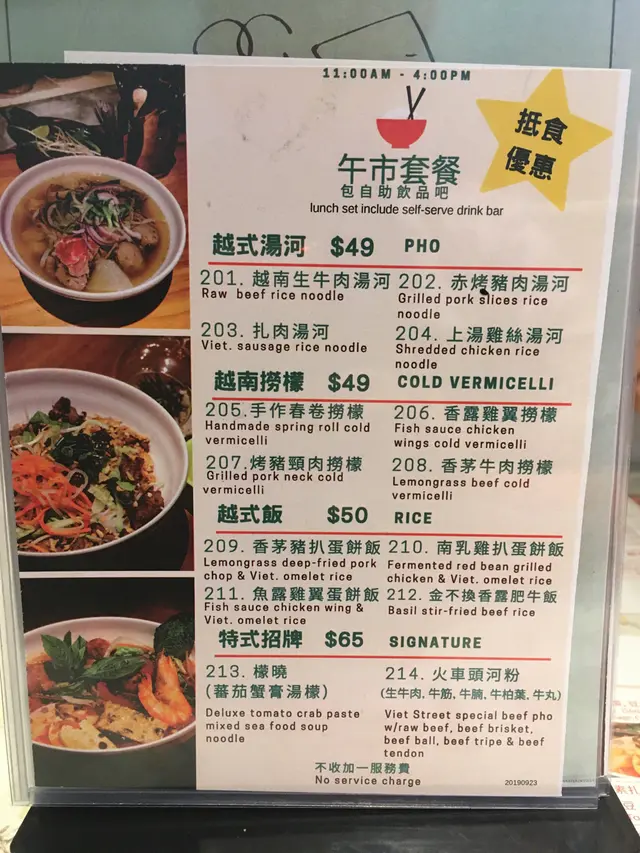 11:00AM - 4:00PM
抵食
優惠
午市套餐
包自助飲品吧
lunch set include self-serve drink bar
越式湯河 $49 PHO
201. 越南生牛肉湯河
Raw beef rice noodle
202. 赤烤豬肉湯河
Grilled pork slices rice
noodle
203. 扎肉湯河
Viet. sausage rice noodle
204. 上湯雞絲湯河
Shredded chicken rice
noodle
越南撈檬 $49 COLD VERMICELLI
205.手作春卷撈檬
Handmade spring roll cold
vermicelli
206. 香露雞翼撈檬
Fish sauce chicken
wings cold vermicelli
207.烤豬頸肉撈檬
Grilled pork neck cold
vermicelli
208. 香茅牛肉撈檬
Lemongrass beef cold
vermicelli
越式飯 $50 RICE
209. 香茅豬扒蛋餅飯
Lemongrass deep-fried pork
chop & Viet. omelet rice
210. 南乳雞扒蛋餅飯
Fermented red bean grilled
chicken & Viet. omelet rice
211. 魚露雞翼蛋餅飯
Fish sauce chicken wing &
Viet. omelet rice
212. 金不換香露肥牛飯
Basil stir-fried beef rice
特式招牌 $65 SIGNATURE
213. 檬曉
(蕃茄蟹膏湯檬)
Deluxe tomato crab paste
mixed sea food soup
noodle
214. 火車頭河粉
(生牛肉, 牛筋, 牛腩, 牛柏葉, 牛丸)
Viet Street special beef pho
w/raw beef, beef brisket,
beef ball, beef tripe & beef
tendon
不收加一服務費
No service charge
20190923